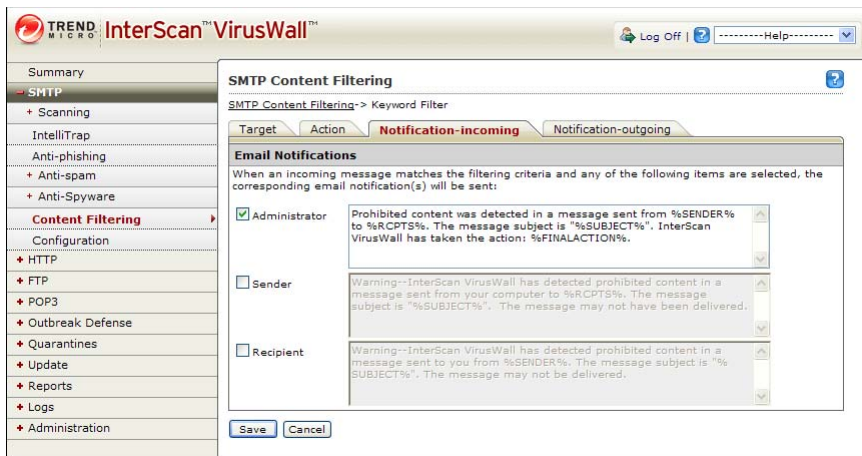 TREND MICRO InterScan™ VirusWall™
Log Off | ? ---------Help---------
Summary
- SMTP
+ Scanning
IntelliTrap
Anti-phishing
+ Anti-spam
+ Anti-Spyware
Content Filtering
Configuration
+ HTTP
+ FTP
+ POP3
+ Outbreak Defense
+ Quarantines
+ Update
+ Reports
+ Logs
+ Administration
SMTP Content Filtering ?
SMTP Content Filtering-> Keyword Filter
Target Action Notification-incoming Notification-outgoing
Email Notifications
When an incoming message matches the filtering criteria and any of the following items are selected, the
corresponding email notification(s) will be sent:
Administrator
Prohibited content was detected in a message sent from %SENDER%
to %RCPTS%. The message subject is "%SUBJECT%". InterScan
VirusWall has taken the action: %FINALACTION%.
Sender
Warning--InterScan VirusWall has detected prohibited content in a
message sent from your computer to %RCPTS%. The message
subject is "%SUBJECT%". The message may not have been delivered.
Recipient
Warning--InterScan VirusWall has detected prohibited content in a
message sent to you from %SENDER%. The message subject is "%
SUBJECT%". The message may not be delivered.
Save Cancel